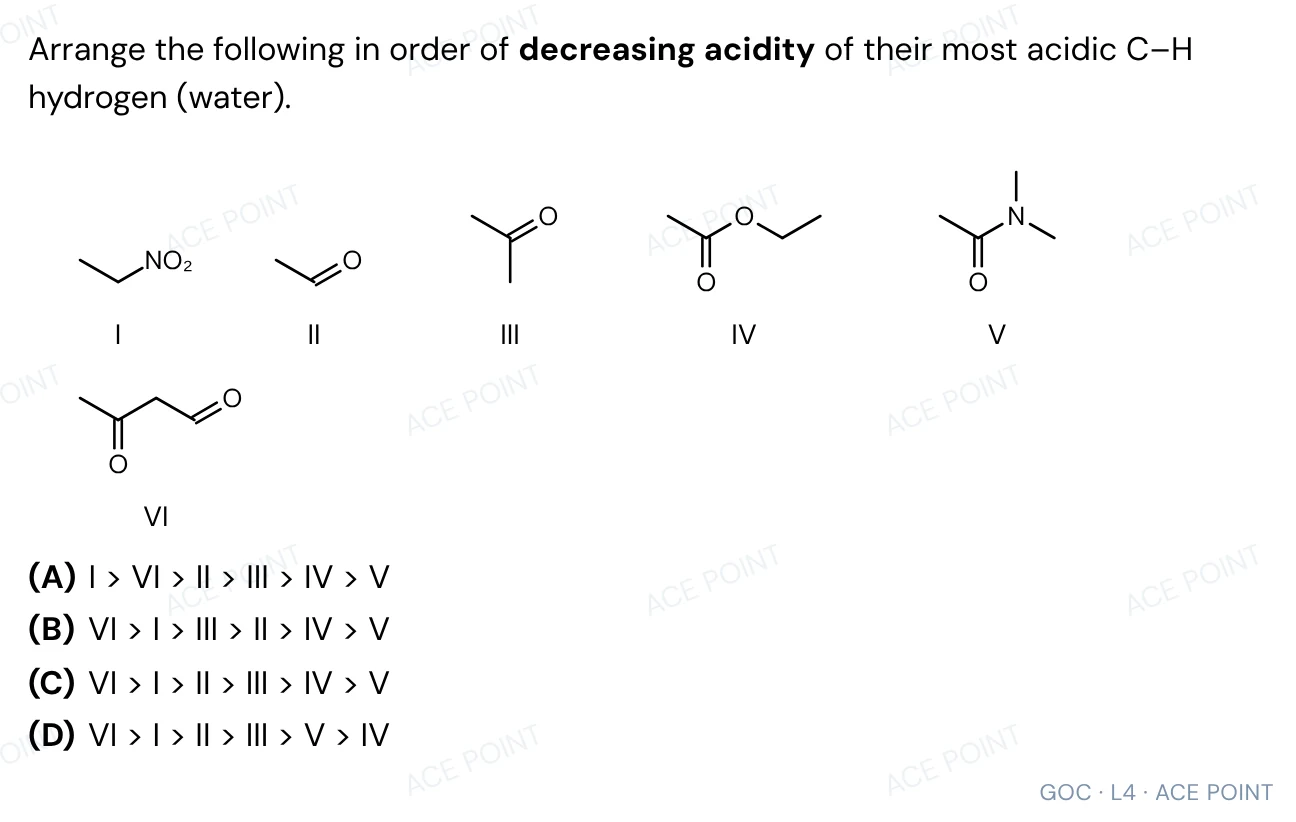 Arrange the following in order of decreasing acidity of their most acidic C–H
hydrogen (water).
NO₂ O O O O N O
I II III IV V
O O
VI
(A) I > VI > II > III > IV > V
(B) VI > I > III > II > IV > V
(C) VI > I > II > III > IV > V
(D) VI > I > II > III > V > IV
GOC · L4 · ACE POINT
ACE POINT